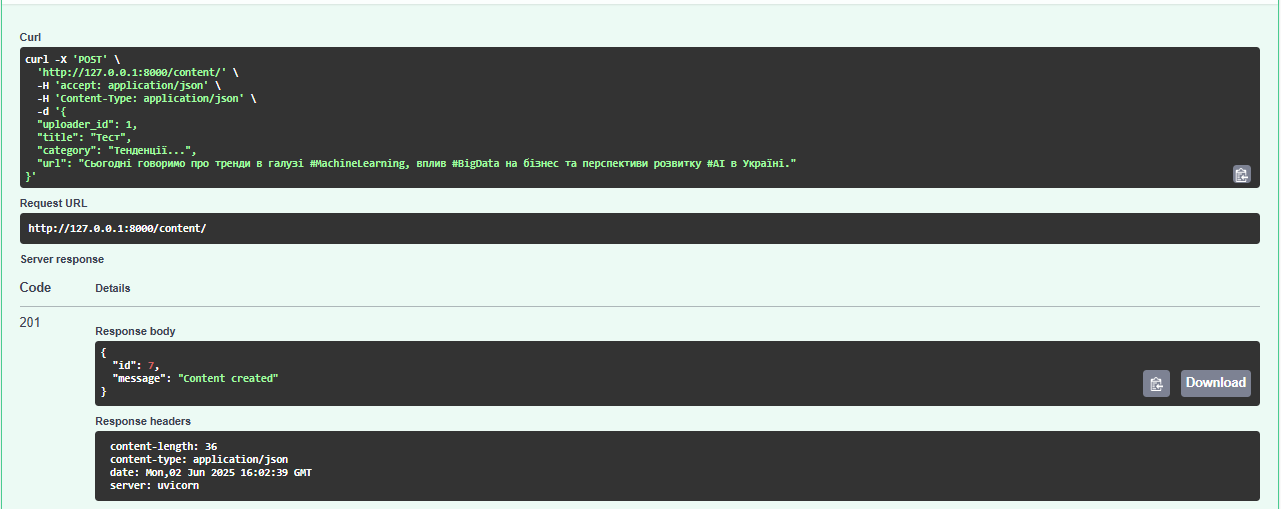 Curl
curl -X 'POST' \
'http://127.0.0.1:8000/content/' \
-H 'accept: application/json' \
-H 'Content-Type: application/json' \
-d '{
"uploader_id": 1,
"title": "Тест",
"category": "Тенденції...",
"url": "Сьогодні говоримо про тренди в галузі #MachineLearning, вплив #BigData на бізнес та перспективи розвитку #AI в Україні."
}'
Request URL
http://127.0.0.1:8000/content/
Server response
Code Details
201
Response body
{
"id": 7,
"message": "Content created"
}
Download
Response headers
content-length: 36
content-type: application/json
date: Mon,02 Jun 2025 16:02:39 GMT
server: uvicorn